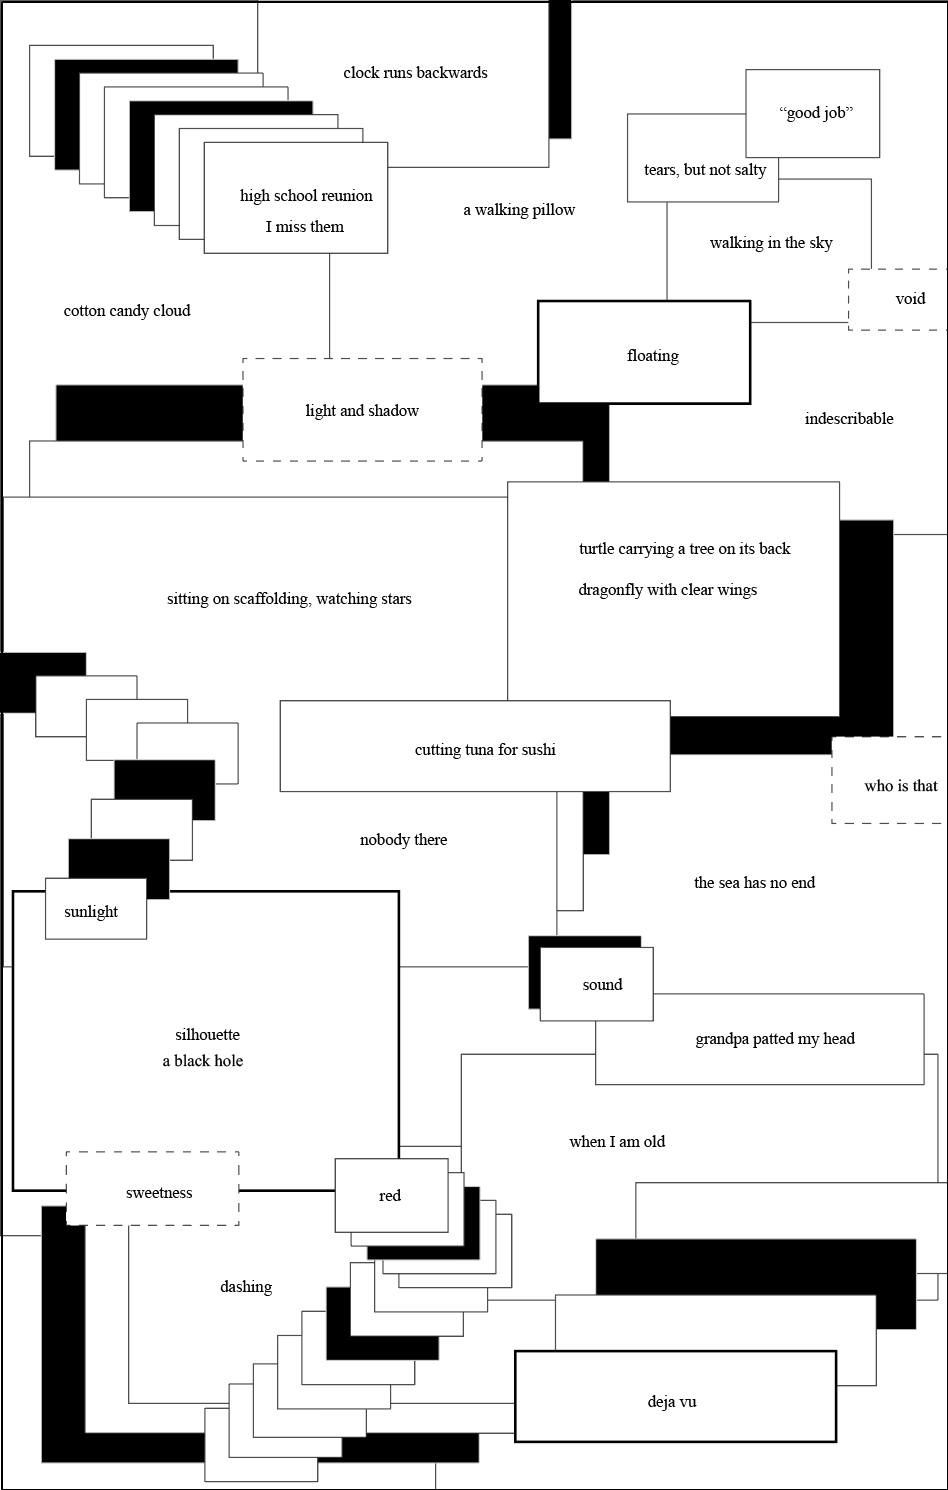 clock runs backwards
“good job”
tears, but not salty
high school reunion
I miss them
a walking pillow
walking in the sky
void
cotton candy cloud
floating
light and shadow
indescribable
turtle carrying a tree on its back
dragonfly with clear wings
sitting on scaffolding, watching stars
cutting tuna for sushi
who is that
nobody there
the sea has no end
sunlight
sound
silhouette
a black hole
grandpa patted my head
when I am old
sweetness
red
dashing
deja vu